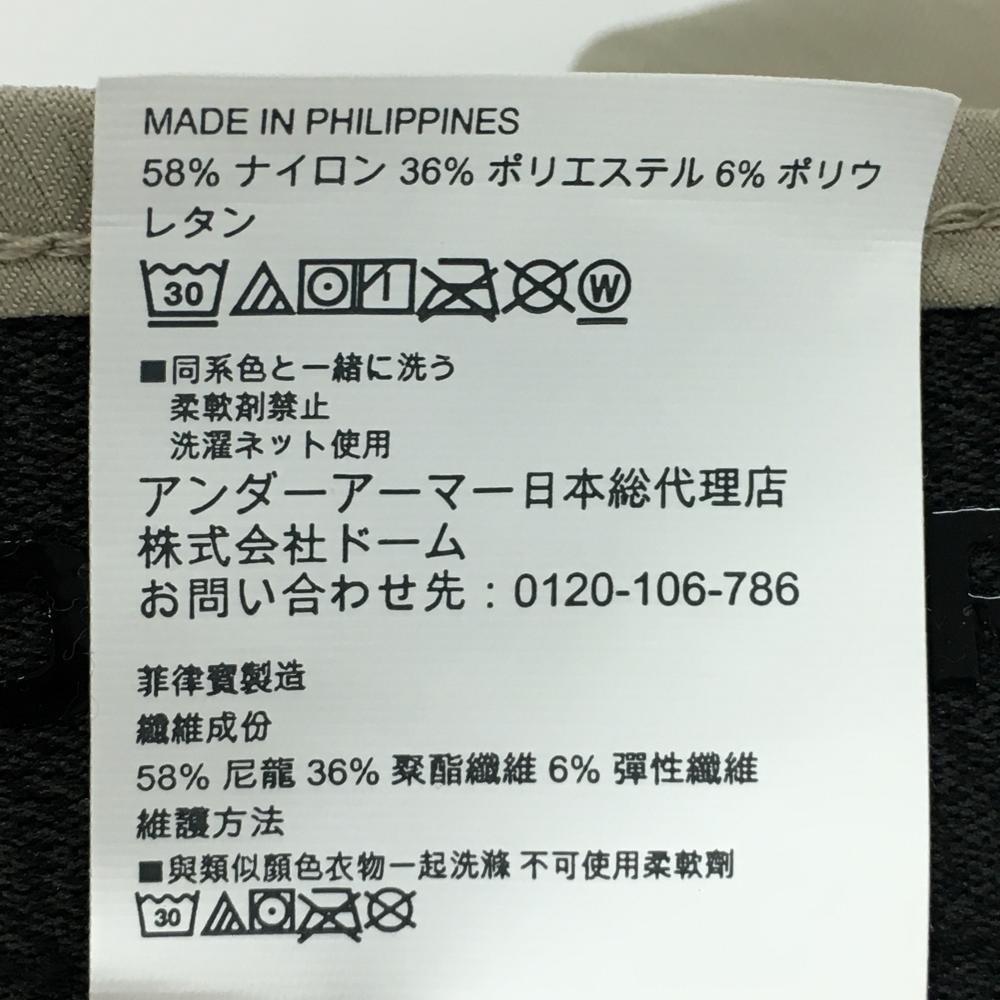 MADE IN PHILIPPINES
58% ナイロン 36% ポリエステル 6% ポリウ
レタン
30 W
■同系色と一緒に洗う
柔軟剤禁止
洗濯ネット使用
アンダーアーマー日本総代理店
株式会社ドーム
お問い合わせ先：0120-106-786
菲律賓製造
纖維成份
58% 尼龍 36% 聚酯纖維 6% 彈性纖維
維護方法
■與類似顏色衣物一起洗滌 不可使用柔軟劑
30